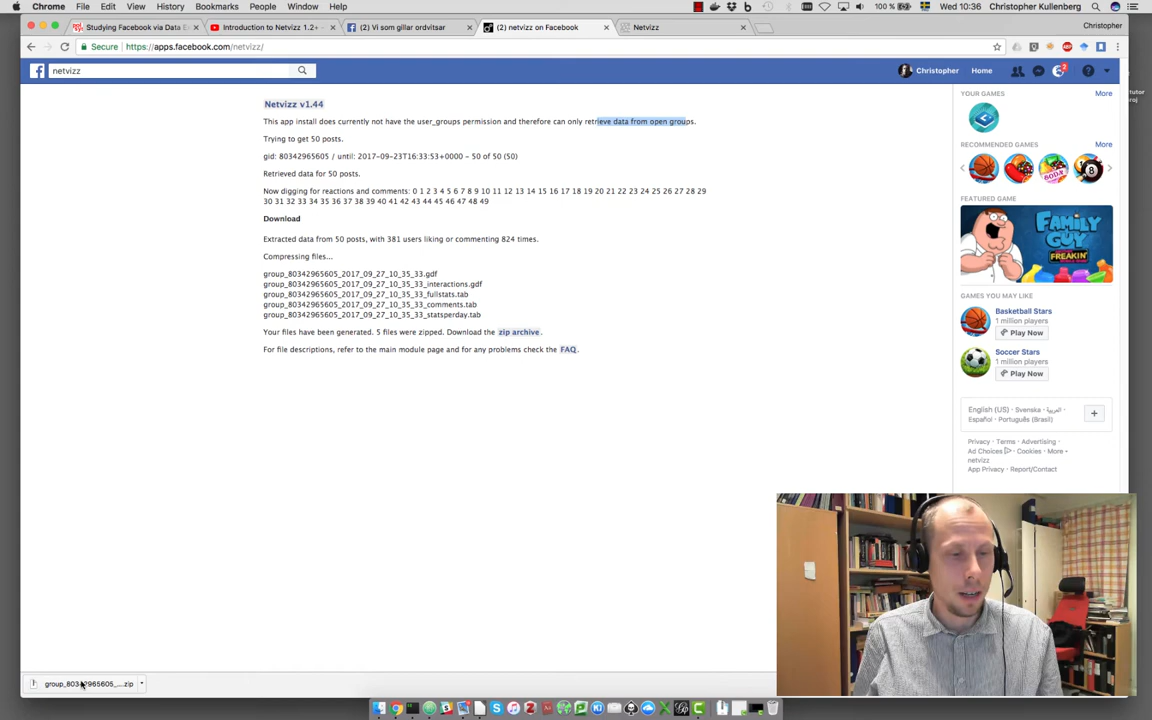 Chrome File Edit View History Bookmarks People Window Help
100 % Wed 10:36 Christopher Kullenberg
Studying Facebook via Data Ex
Introduction to Netvizz 1.2+ -
(2) Vi som gillar ordvitsar
(2) netvizz on Facebook
Netvizz
Christopher
Secure https://apps.facebook.com/netvizz/
netvizz
Christopher Home
Netvizz v1.44
This app install does currently not have the user_groups permission and therefore can only retrieve data from open groups.
Trying to get 50 posts.
gid: 80342965605 / until: 2017-09-23T16:33:53+0000 - 50 of 50 (50)
Retrieved data for 50 posts.
Now digging for reactions and comments: 0 1 2 3 4 5 6 7 8 9 10 11 12 13 14 15 16 17 18 19 20 21 22 23 24 25 26 27 28 29
30 31 32 33 34 35 36 37 38 39 40 41 42 43 44 45 46 47 48 49
Download
Extracted data from 50 posts, with 381 users liking or commenting 824 times.
Compressing files...
group_80342965605_2017_09_27_10_35_33.gdf
group_80342965605_2017_09_27_10_35_33_interactions.gdf
group_80342965605_2017_09_27_10_35_33_fullstats.tab
group_80342965605_2017_09_27_10_35_33_comments.tab
group_80342965605_2017_09_27_10_35_33_statsperday.tab
Your files have been generated. 5 files were zipped. Download the zip archive.
For file descriptions, refer to the main module page and for any problems check the FAQ.
YOUR GAMES More
RECOMMENDED GAMES More
FEATURED GAME
FAMILY
GUY
FREAKIN'
GAMES YOU MAY LIKE
Basketball Stars
1 million players
Play Now
Soccer Stars
1 million players
Play Now
English (US) · Svenska · العربية ·
Español · Português (Brasil)
+
Privacy · Terms · Advertising ·
Ad Choices · Cookies · More
netvizz
App Privacy · Report/Contact
group_80342965605_....zip